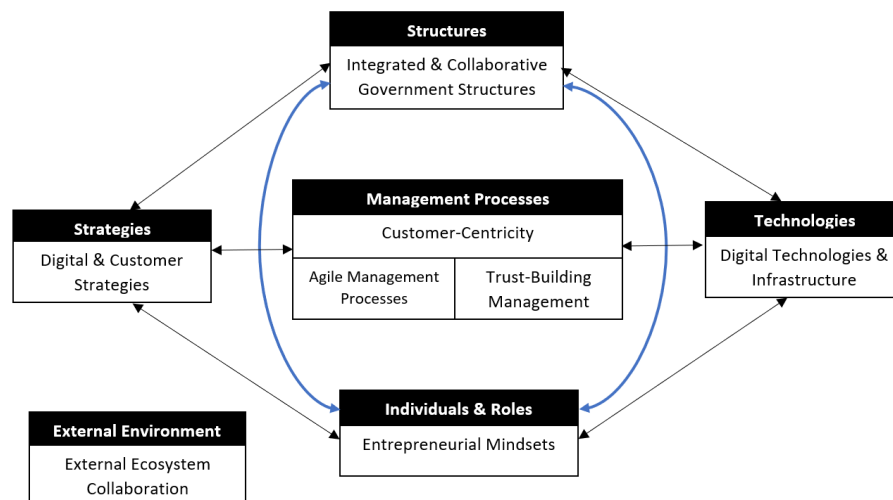 Structures
Integrated & Collaborative
Government Structures
Management Processes
Customer-Centricity
Agile Management
Processes
Trust-Building
Management
Strategies
Digital & Customer
Strategies
Technologies
Digital Technologies &
Infrastructure
Individuals & Roles
Entrepreneurial Mindsets
External Environment
External Ecosystem
Collaboration